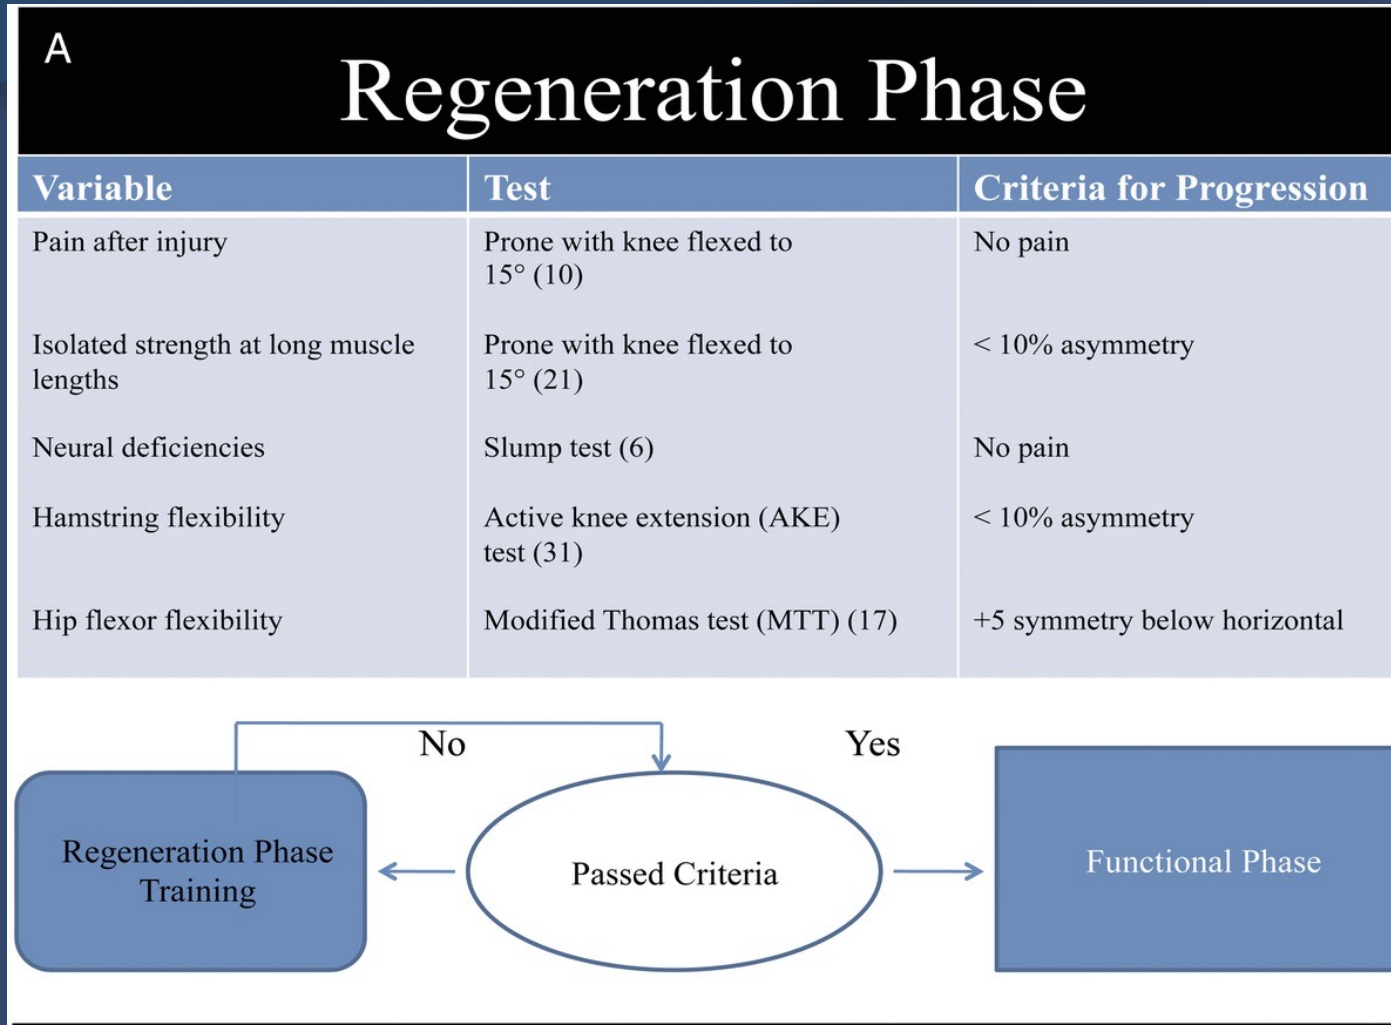 A
Regeneration Phase
Variable Test Criteria for Progression
Pain after injury
Prone with knee flexed to
15° (10)
No pain
Isolated strength at long muscle
lengths
Prone with knee flexed to
15° (21)
< 10% asymmetry
Neural deficiencies
Slump test (6)
No pain
Hamstring flexibility
Active knee extension (AKE)
test (31)
< 10% asymmetry
Hip flexor flexibility
Modified Thomas test (MTT) (17)
+5 symmetry below horizontal
No
Yes
Regeneration Phase
Training
Passed Criteria
Functional Phase